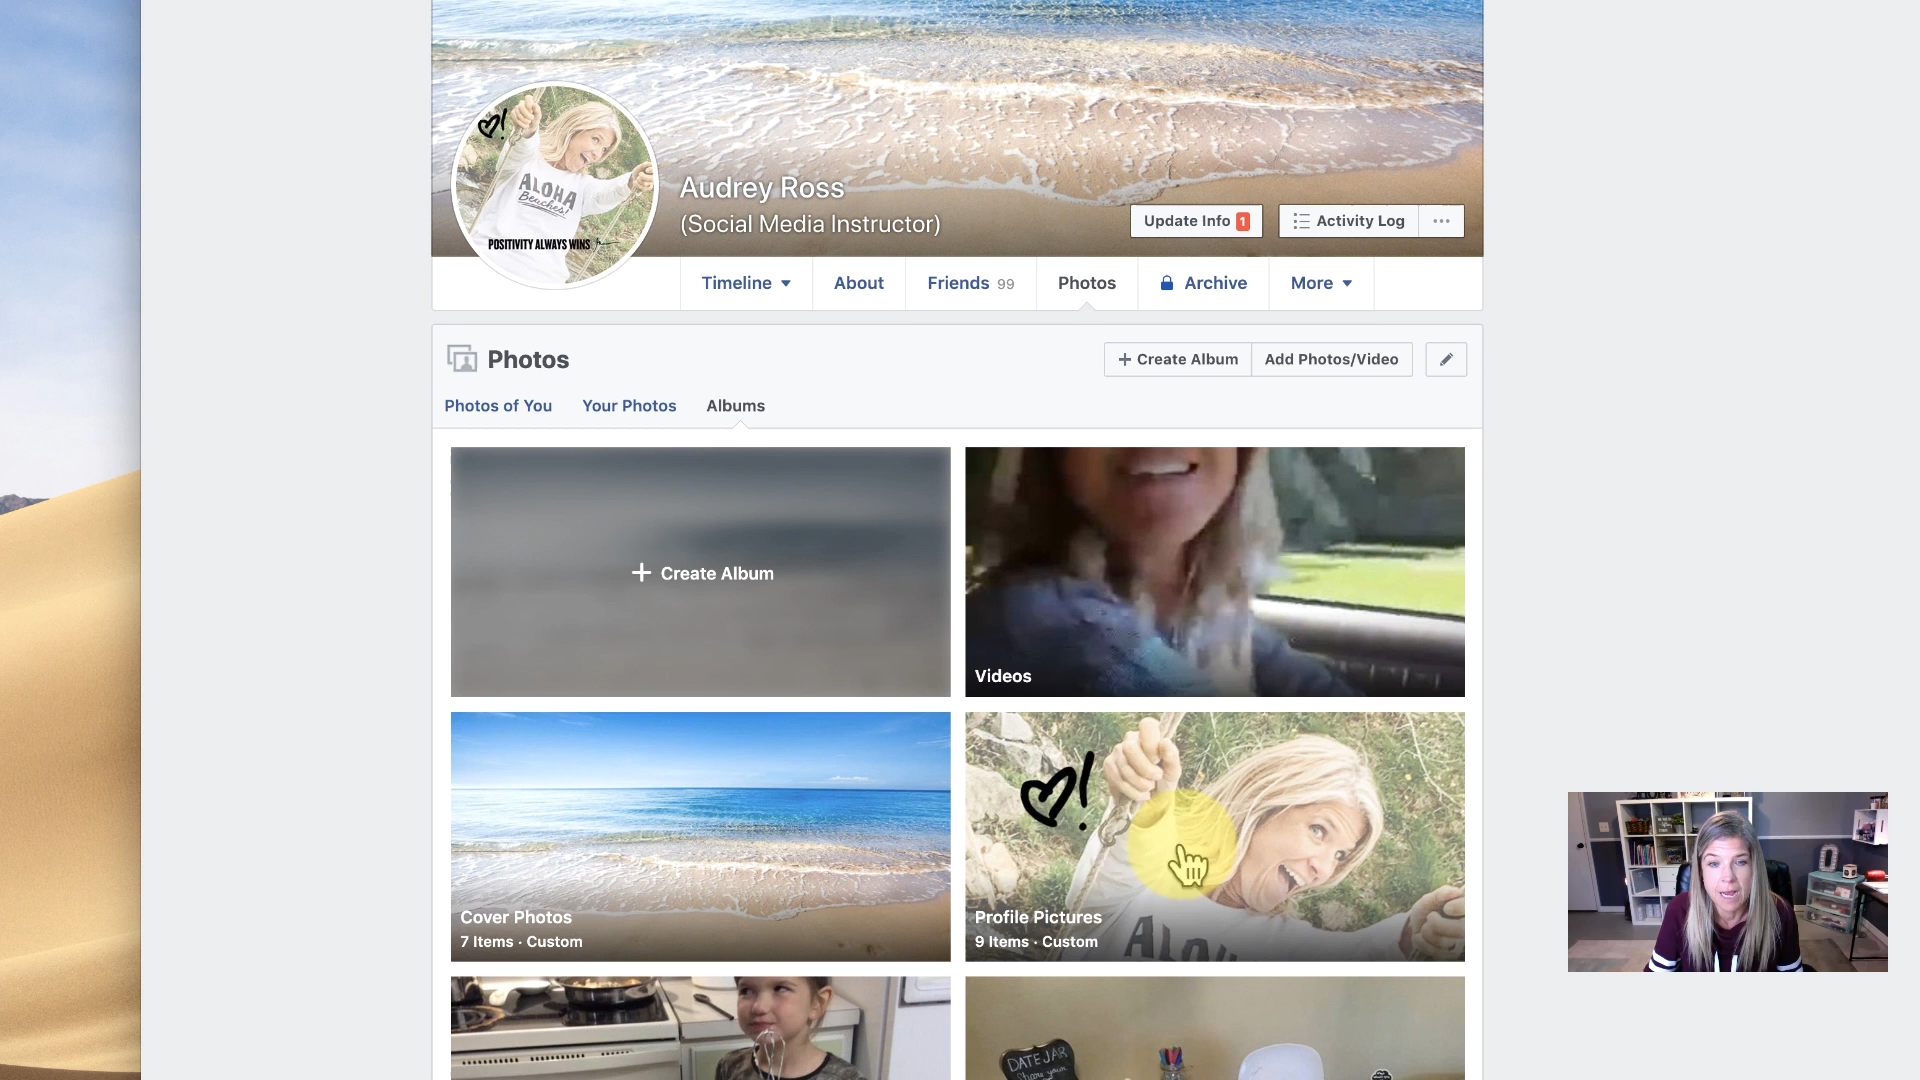 ALOHA
Beaches!
POSITIVITY ALWAYS WINS
Audrey Ross
(Social Media Instructor)
Update Info 1
Activity Log
Timeline
About
Friends 99
Photos
Archive
More
Photos
+ Create Album
Add Photos/Video
Photos of You
Your Photos
Albums
+ Create Album
Videos
Cover Photos
7 Items · Custom
Profile Pictures
9 Items · Custom
DATE JAR
Share your